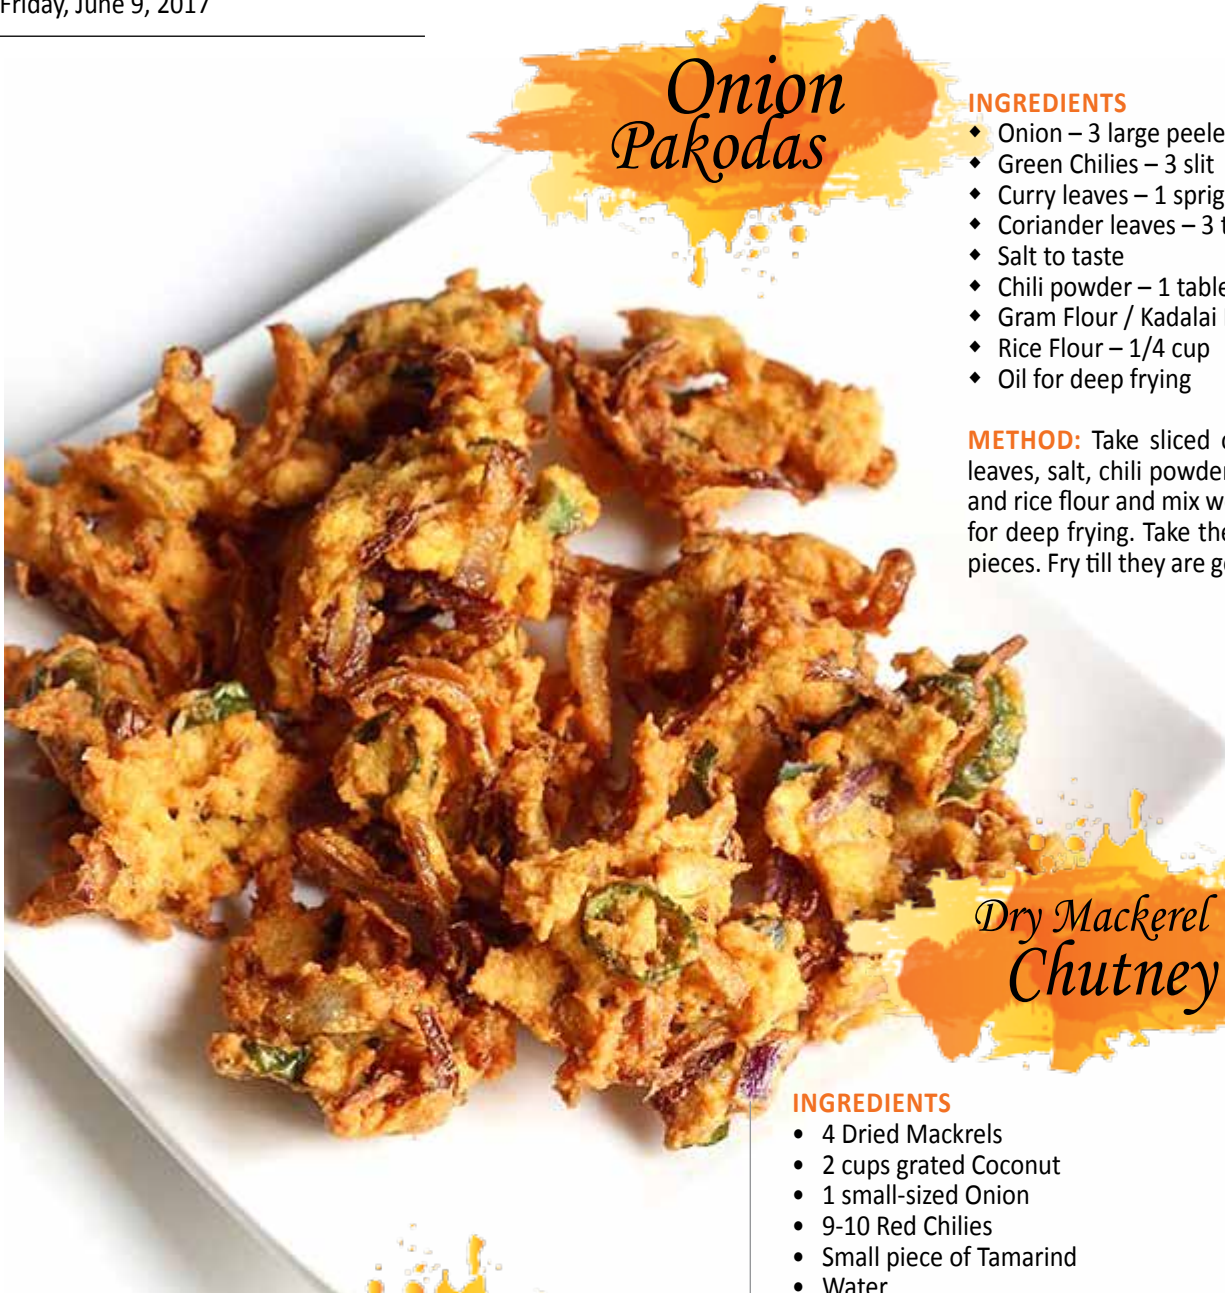 Friday, June 9, 2017
Onion
Pakodas
INGREDIENTS
◆ Onion – 3 large
◆ Green Chilies – 3 slit
◆ Curry leaves – 1 sprig
◆ Coriander leaves – 3
◆ Salt to taste
◆ Chili powder – 1
◆ Gram Flour / Kadalai
◆ Rice Flour – 1/4 cup
◆ Oil for deep frying
METHOD: Take sliced
leaves, salt, chili powder
and rice flour and mix
for deep frying. Take the
pieces. Fry till they are
Dry Mackerel
Chutney
INGREDIENTS
• 4 Dried Mackrels
• 2 cups grated Coconut
• 1 small-sized Onion
• 9-10 Red Chilies
• Small piece of Tamarind
• Water